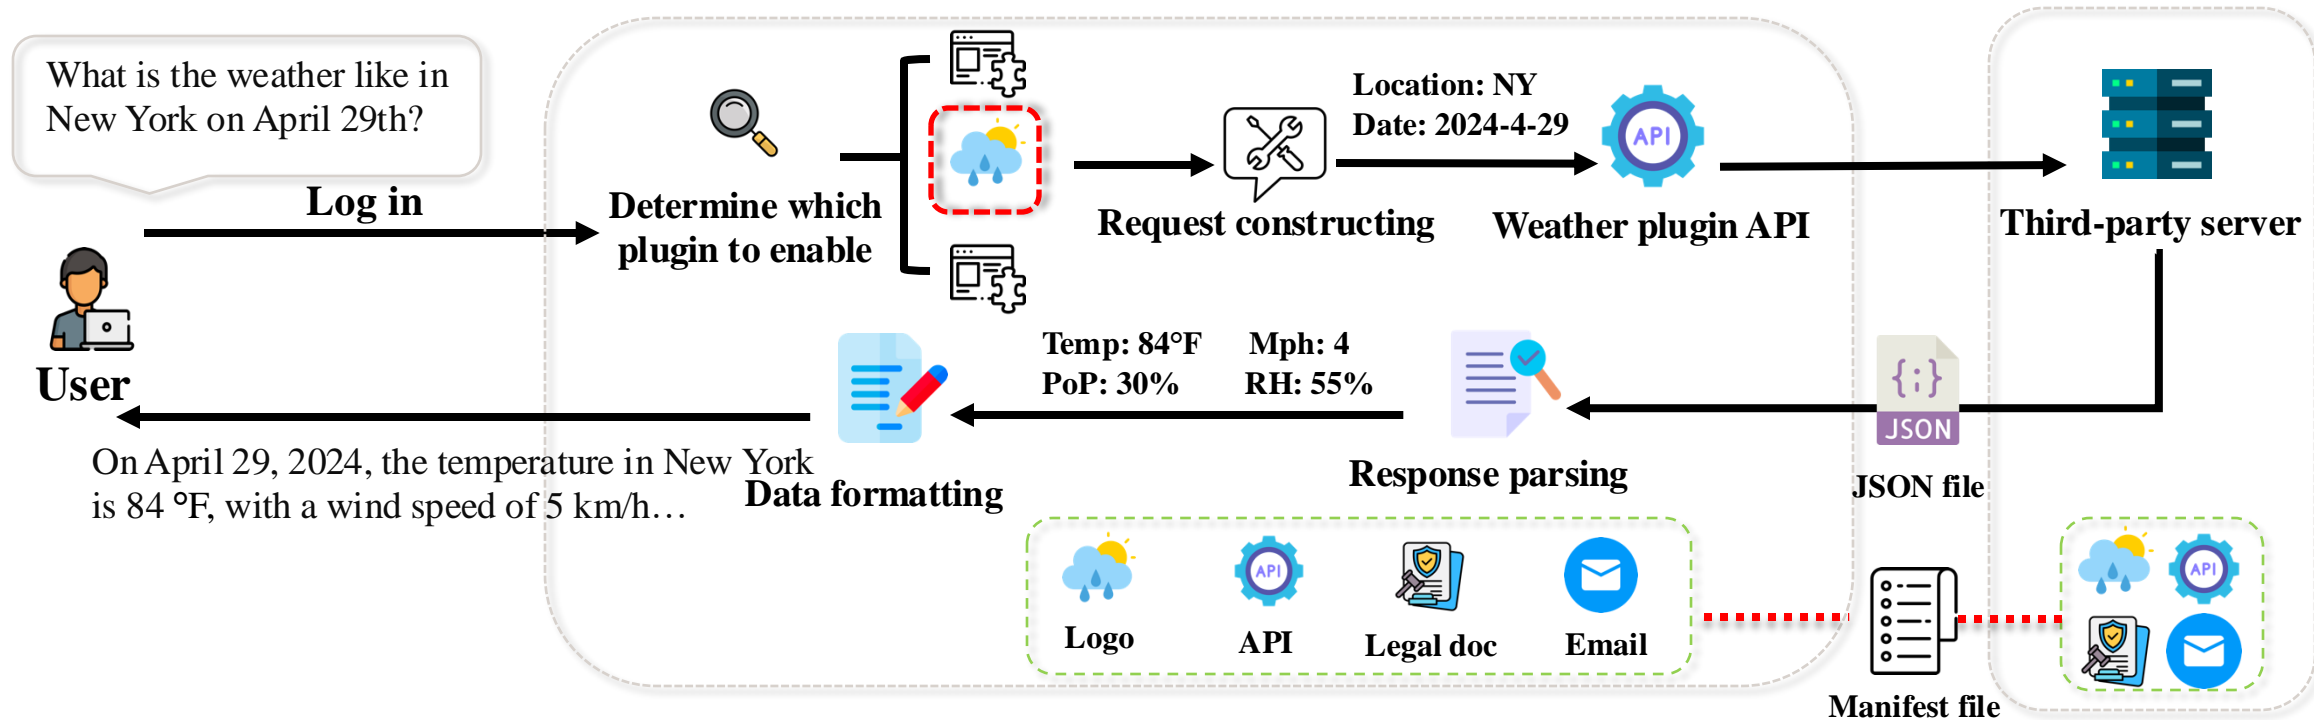 What is the weather like in
New York on April 29th?
Log in
User
Determine which
plugin to enable
Request constructing
Location: NY
Date: 2024-4-29
API
Weather plugin API
Third-party server
Temp: 84°F Mph: 4
PoP: 30% RH: 55%
{;}
JSON
JSON file
Response parsing
Data formatting
On April 29, 2024, the temperature in New York
is 84 °F, with a wind speed of 5 km/h…
API
Logo
API
Legal doc
Email
Manifest file
API